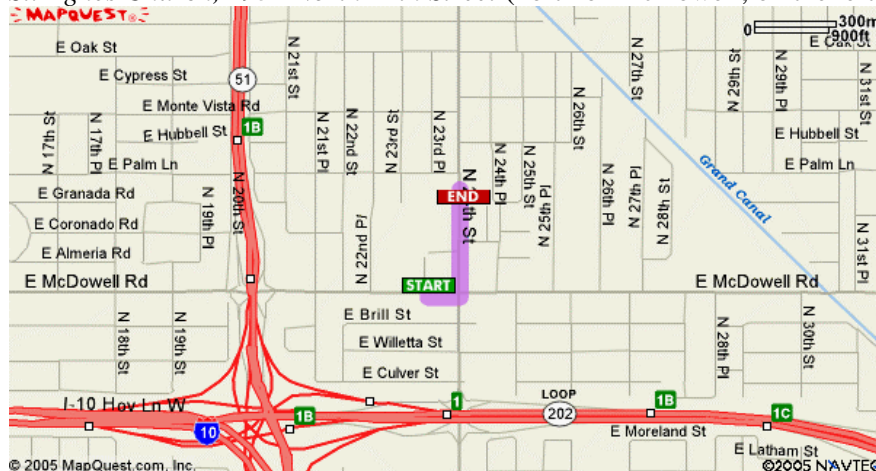 MAPQUEST
300m
0
900ft
E Oak St
E Oak St
E Cypress St
51
E Monte Vista Rd
E Hubbell St
1B
E Palm Ln
E Granada Rd
E Coronado Rd
E Almeria Rd
E McDowell Rd
N 17th St
N 17th Pl
N 19th Pl
N 20th St
N 21st St
N 21st Pl
N 22nd St
N 22nd Pl
N 23rd St
N 23rd Pl
END
START
N 24th Pl
N 25th St
N 25th Pl
N 26th St
N 26th Pl
N 27th St
N 27th Pl
N 28th St
N 29th St
N 29th Pl
N 31st St
E Hubbell St
E Palm Ln
Grand Canal
N 31st Pl
E McDowell Rd
N 18th St
N 19th St
E Brill St
E Willetta St
E Culver St
N 28th Pl
N 30th St
I-10 Hov Ln W
10
1B
1
LOOP
202
1B
1C
E Moreland St
E Latham St
© 2005 MapQuest.com, Inc.
©2005 NAVTEQ